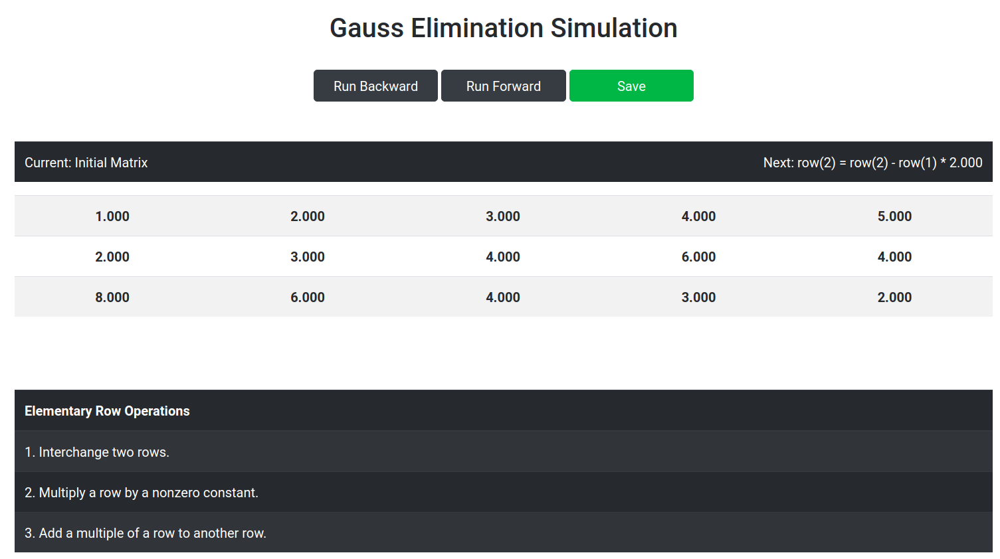 Gauss Elimination Simulation
Run Backward Run Forward Save
Current: Initial Matrix Next: row(2) = row(2) - row(1) * 2.000
1.000 2.000 3.000 4.000 5.000
2.000 3.000 4.000 6.000 4.000
8.000 6.000 4.000 3.000 2.000
Elementary Row Operations
1. Interchange two rows.
2. Multiply a row by a nonzero constant.
3. Add a multiple of a row to another row.